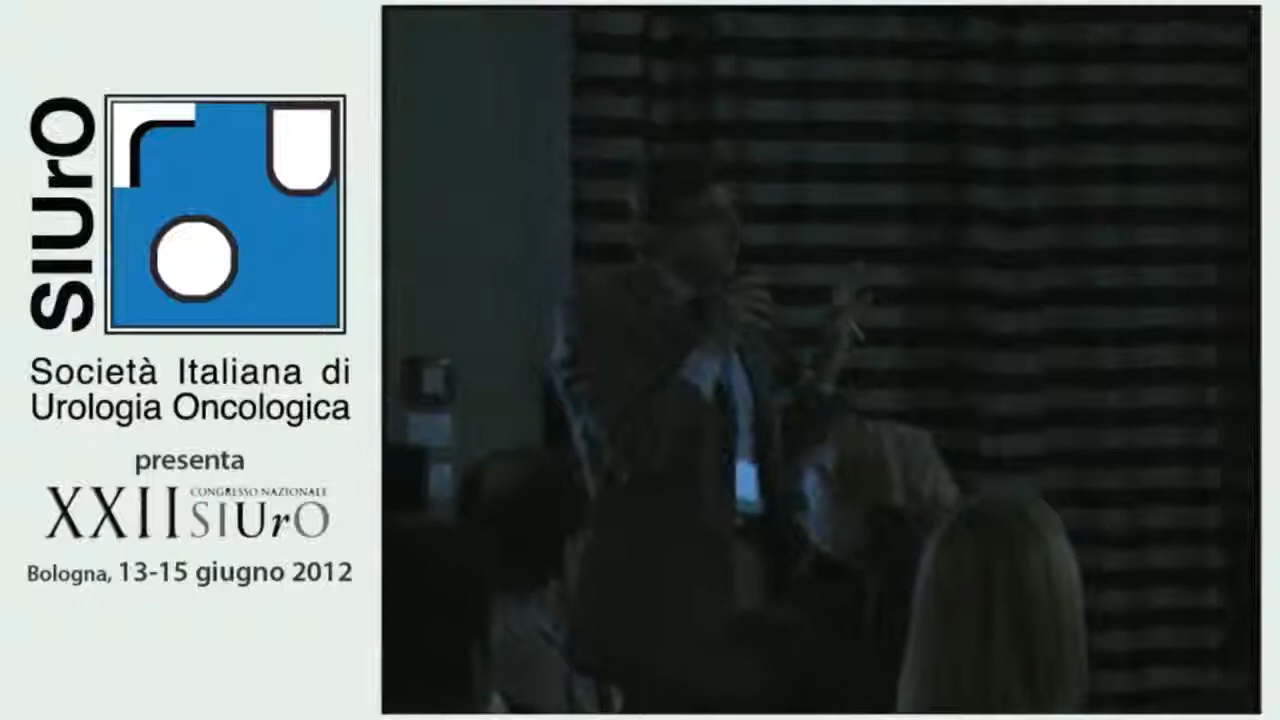 SIUrO
Società Italiana di
Urologia Oncologica
presenta
XXII CONGRESSO NAZIONALE
SIUrO
Bologna, 13-15 giugno 2012